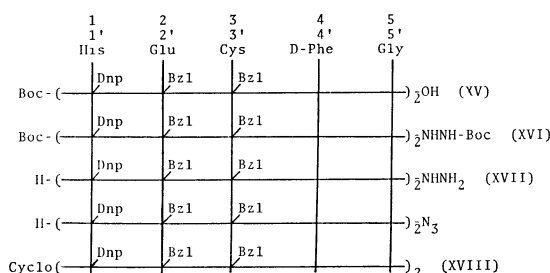 1 2 3 4 5
1' 2' 3' 4' 5'
His Glu Cys D-Phe Gly
Dnp Bzl Bzl
Boc-( )2OH (XV)
Dnp Bzl Bzl
Boc-( )2NHNH-Boc (XVI)
Dnp Bzl Bzl
H-( )2NHNH2 (XVII)
Dnp Bzl Bzl
H-( )2N3
Dnp Bzl Bzl
Cyclo( )2 (XVIII)